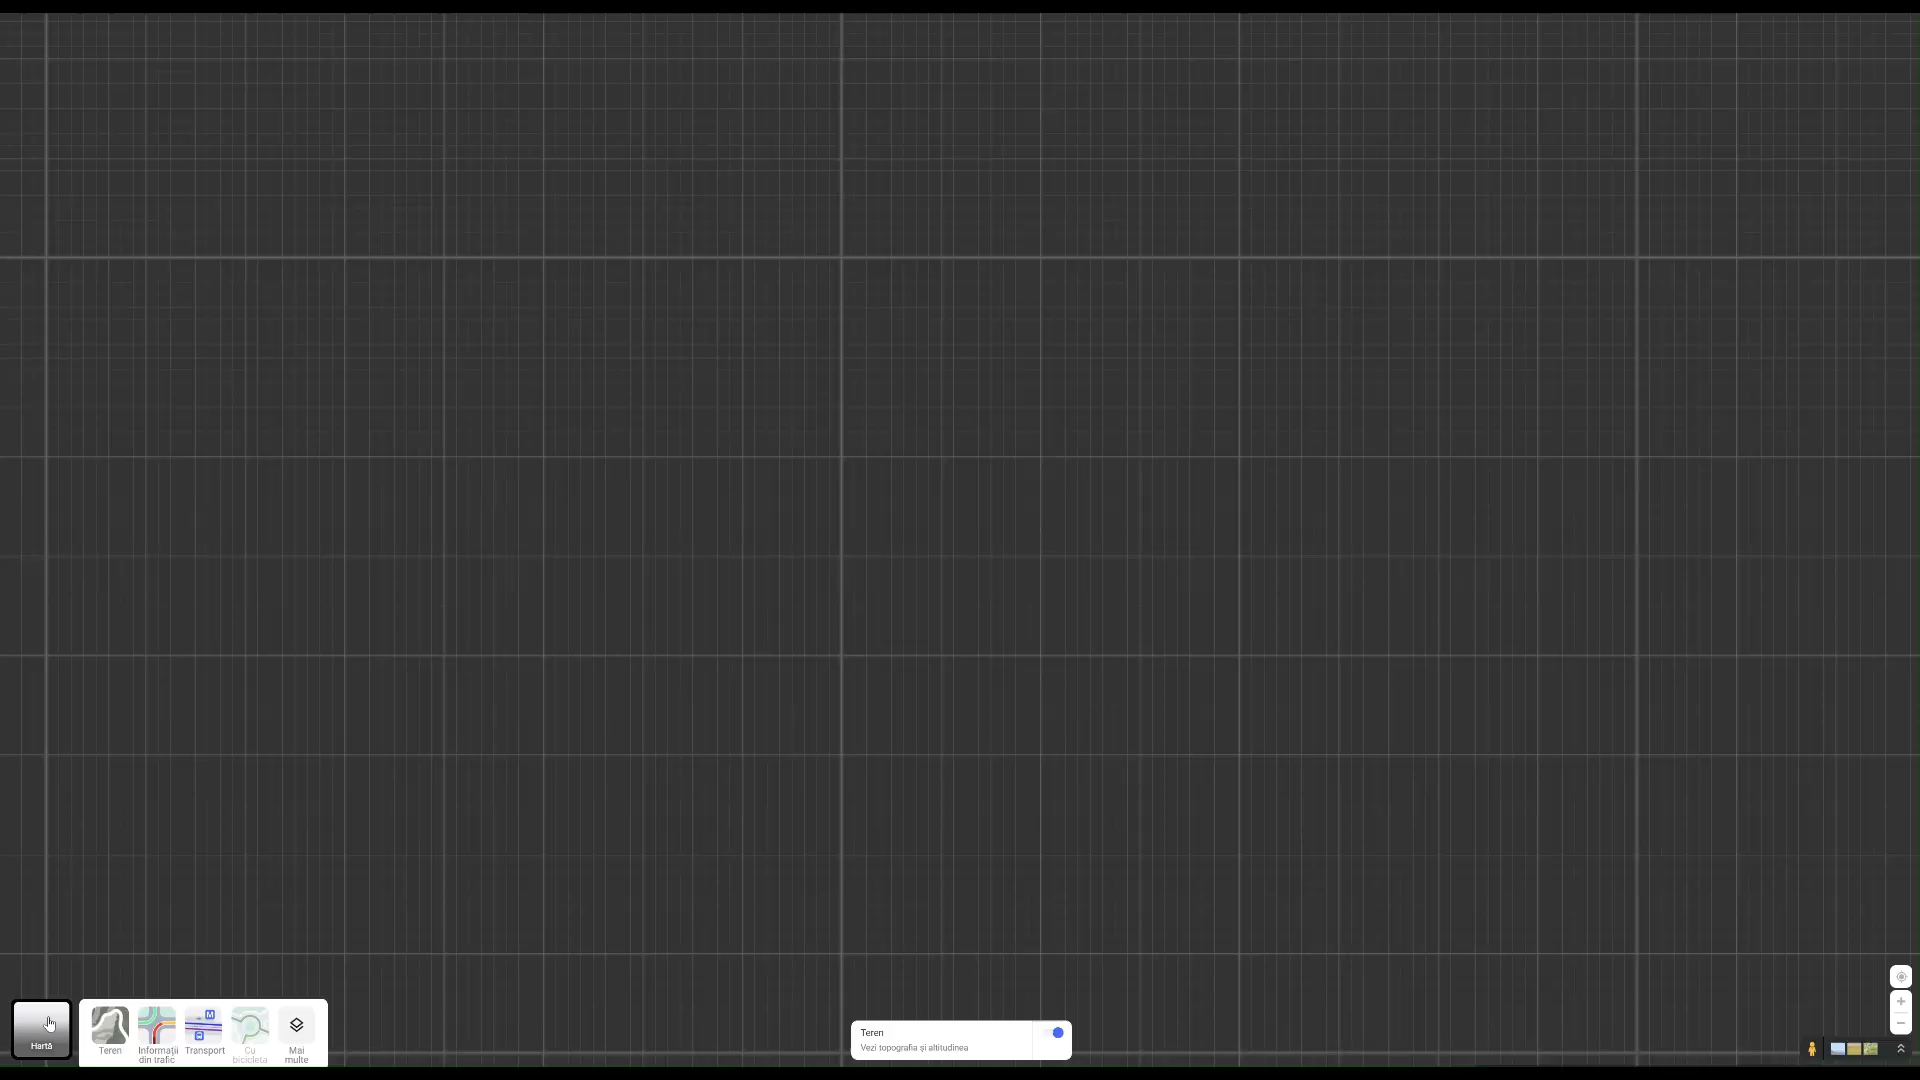 Hartă
Teren
Informații din trafic
M
Transport
Cu bicicleta
Mai multe
Teren
Vezi topografia și altitudinea